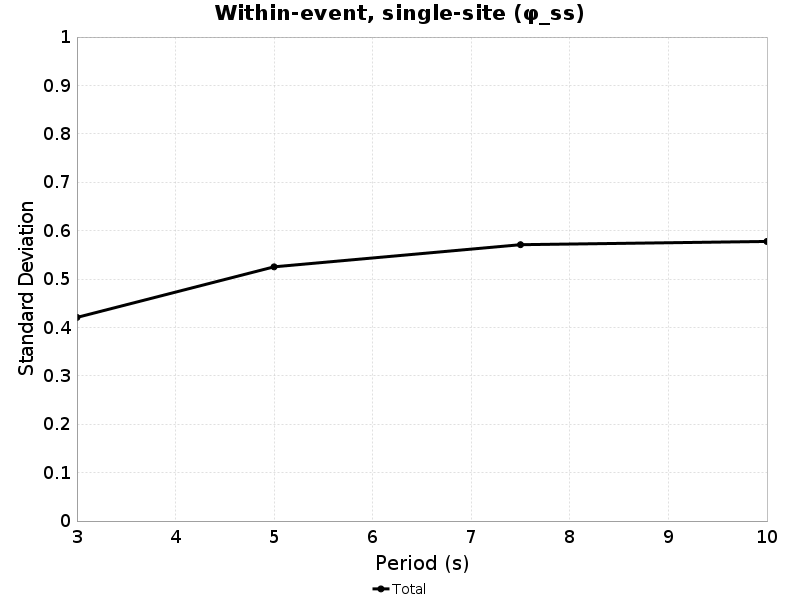 Within-event, single-site (φ_ss)
1
0.9
0.8
0.7
0.6
0.5
0.4
0.3
0.2
0.1
0
Standard Deviation
3 4 5 6 7 8 9 10
Period (s)
Total